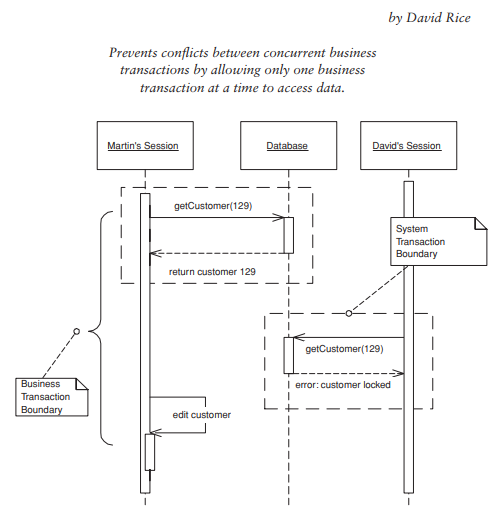 by David Rice
Prevents conflicts between concurrent business
transactions by allowing only one business
transaction at a time to access data.
Martin's Session
Database
David's Session
getCustomer(129)
System
Transaction
Boundary
return customer 129
getCustomer(129)
error: customer locked
Business
Transaction
Boundary
edit customer